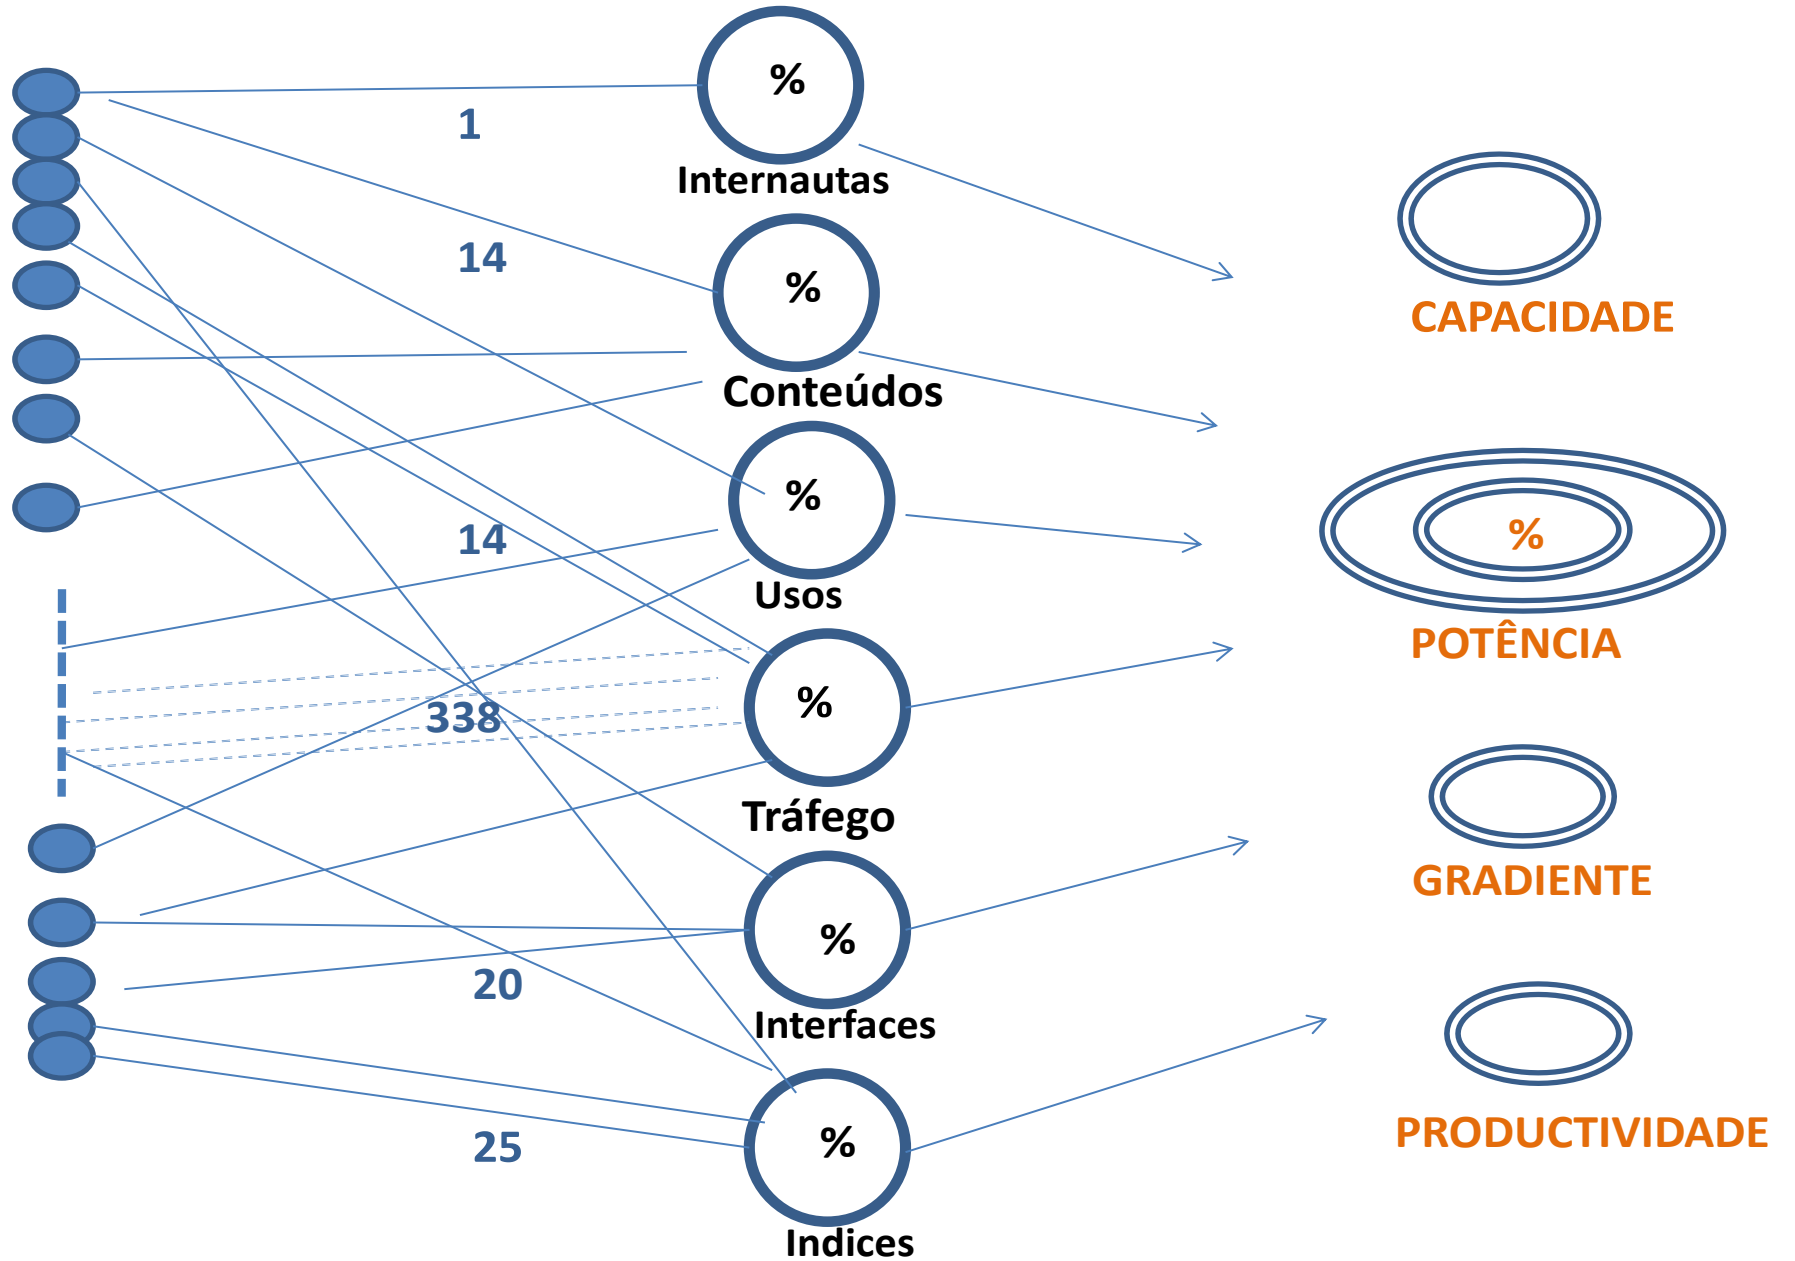 %
1
Internautas
14
%
CAPACIDADE
Conteúdos
%
14
%
Usos
POTÊNCIA
338
%
Tráfego
GRADIENTE
%
20
Interfaces
PRODUCTIVIDADE
25
%
Indices